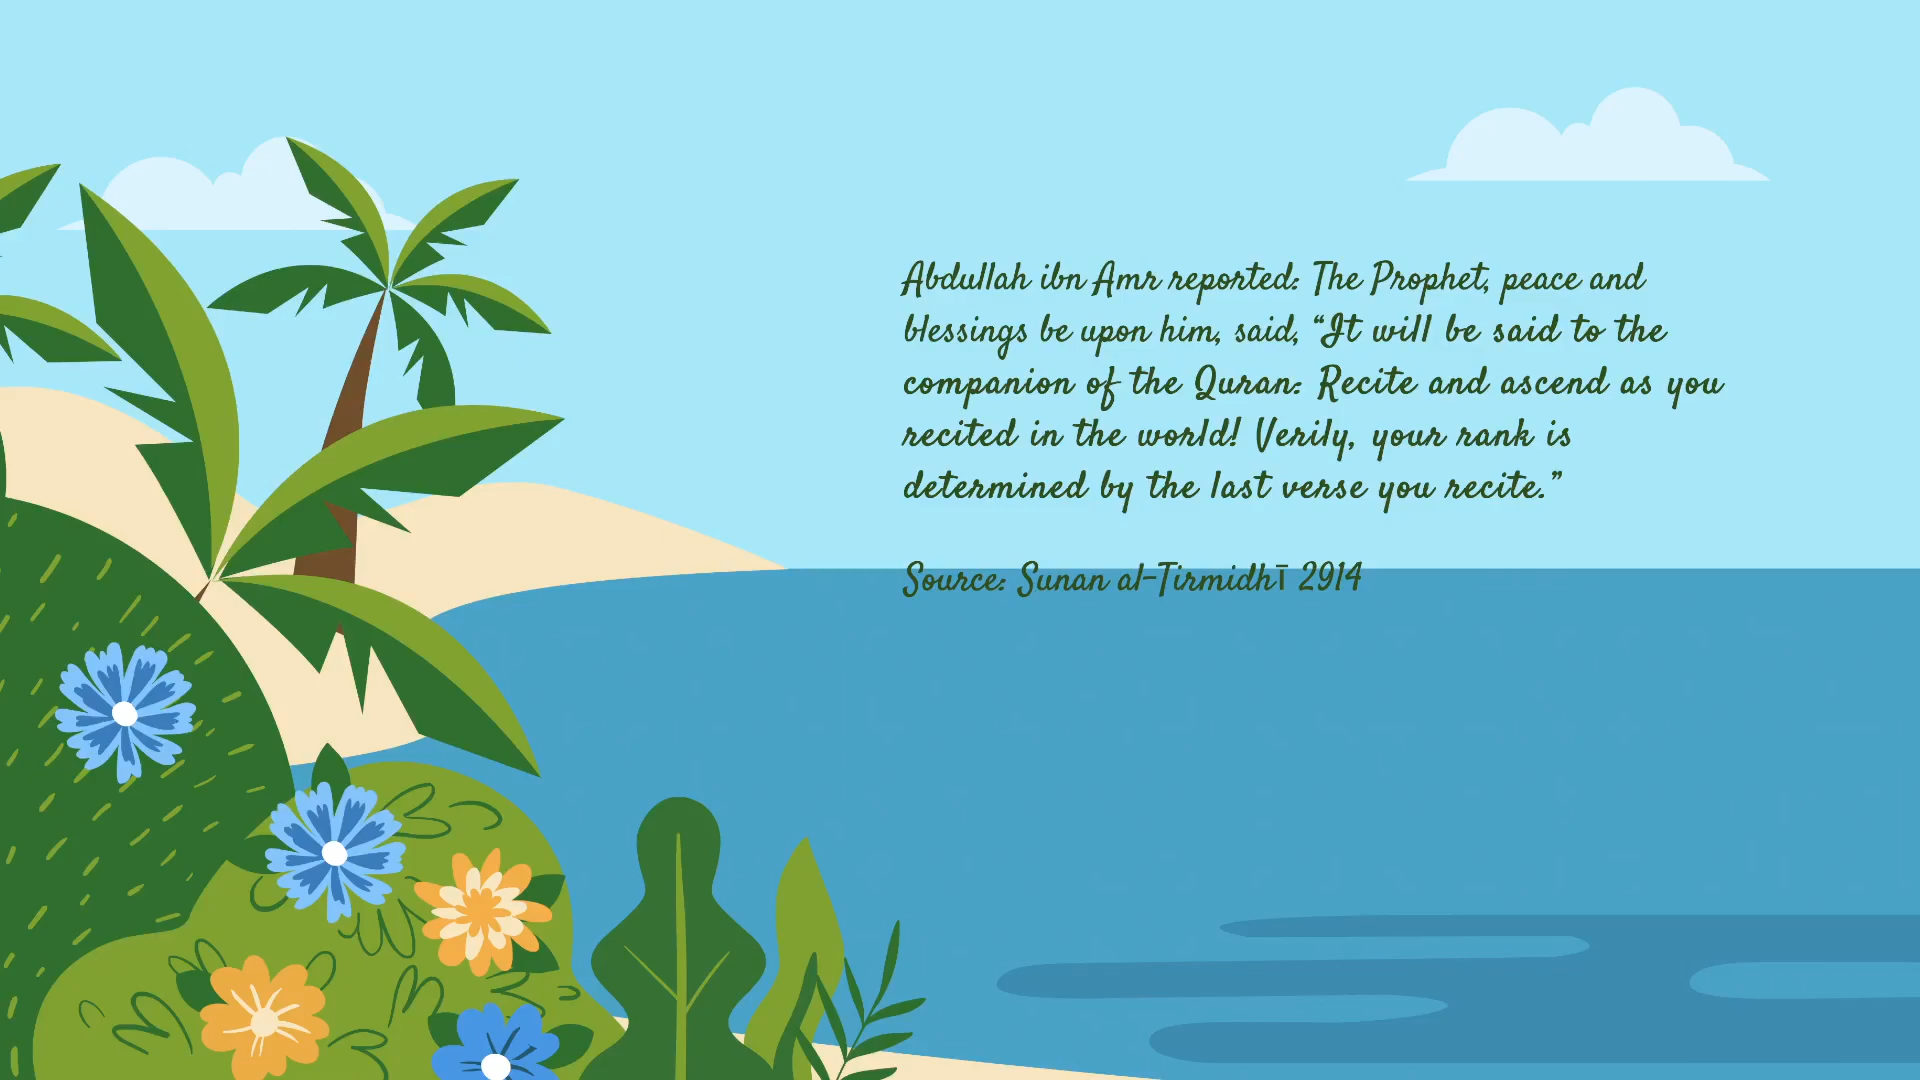 Abdullah ibn Amr reported: The Prophet, peace and
blessings be upon him, said, “It will be said to the
companion of the Quran: Recite and ascend as you
recited in the world! Verily, your rank is
determined by the last verse you recite.”
Source: Sunan al-Tirmidhī 2914